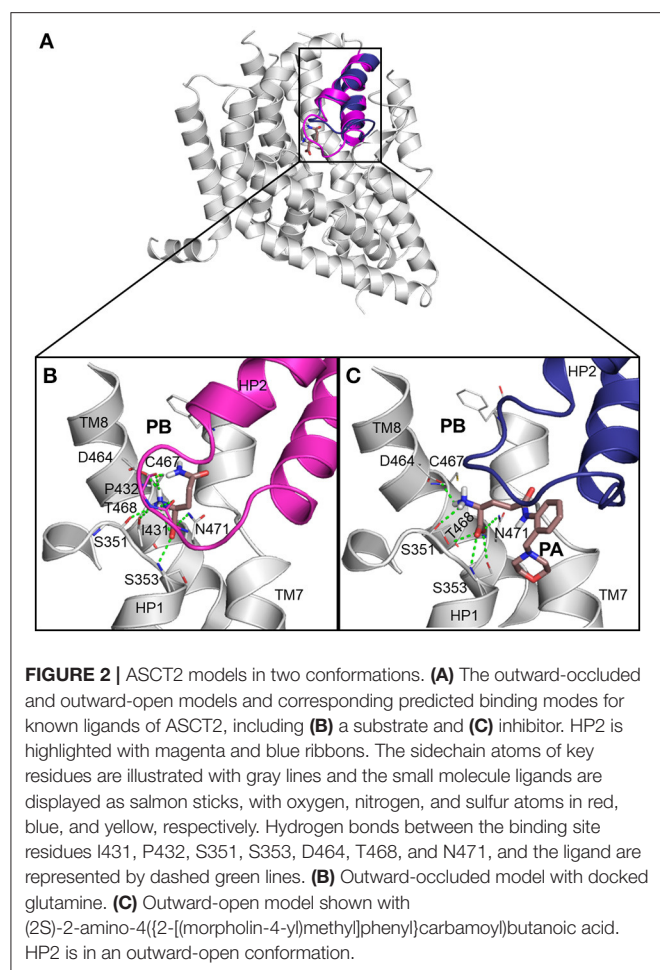 A
B
HP2
TM8
PB
D464
C467
P432
T468
I431
N471
S351
S353
HP1
TM7
C
HP2
TM8
PB
D464
C467
T468
N471
S351
PA
S353
HP1
TM7
FIGURE 2 | ASCT2 models in two conformations. (A) The outward-occluded
and outward-open models and corresponding predicted binding modes for
known ligands of ASCT2, including (B) a substrate and (C) inhibitor. HP2 is
highlighted with magenta and blue ribbons. The sidechain atoms of key
residues are illustrated with gray lines and the small molecule ligands are
displayed as salmon sticks, with oxygen, nitrogen, and sulfur atoms in red,
blue, and yellow, respectively. Hydrogen bonds between the binding site
residues I431, P432, S351, S353, D464, T468, and N471, and the ligand are
represented by dashed green lines. (B) Outward-occluded model with docked
glutamine. (C) Outward-open model shown with
(2S)-2-amino-4({2-[(morpholin-4-yl)methyl]phenyl}carbamoyl)butanoic acid.
HP2 is in an outward-open conformation.